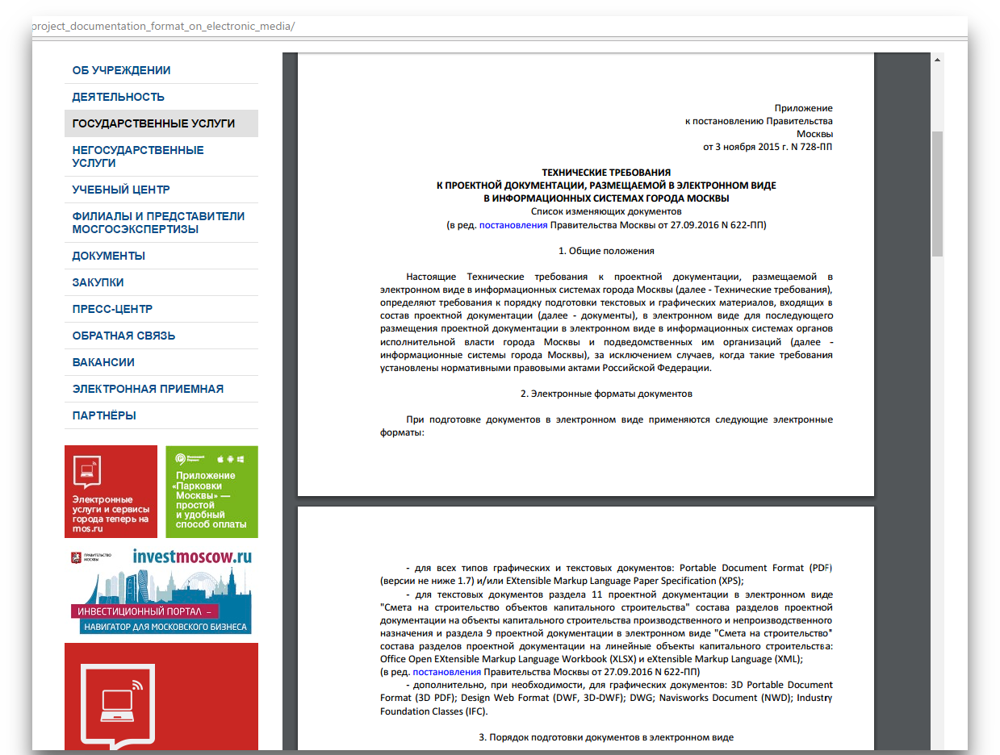 project_documentation_format_on_electronic_media/
ОБ УЧРЕЖДЕНИИ
ДЕЯТЕЛЬНОСТЬ
ГОСУДАРСТВЕННЫЕ УСЛУГИ
НЕГОСУДАРСТВЕННЫЕ
УСЛУГИ
УЧЕБНЫЙ ЦЕНТР
ФИЛИАЛЫ И ПРЕДСТАВИТЕЛИ
МОСГОСЭКСПЕРТИЗЫ
ДОКУМЕНТЫ
ЗАКУПКИ
ПРЕСС-ЦЕНТР
ОБРАТНАЯ СВЯЗЬ
ВАКАНСИИ
ЭЛЕКТРОННАЯ ПРИЕМНАЯ
ПАРТНЁРЫ
Электронные
услуги и сервисы
города теперь на
mos.ru
Московский
Паркинг
Приложение
«Парковки
Москвы» —
простой
и удобный
способ оплаты
ПРАВИТЕЛЬСТВО
МОСКВЫ
investmoscow.ru
ИНВЕСТИЦИОННЫЙ ПОРТАЛ –
НАВИГАТОР ДЛЯ МОСКОВСКОГО БИЗНЕСА
Приложение
к постановлению Правительства
Москвы
от 3 ноября 2015 г. N 728-ПП
ТЕХНИЧЕСКИЕ ТРЕБОВАНИЯ
К ПРОЕКТНОЙ ДОКУМЕНТАЦИИ, РАЗМЕЩАЕМОЙ В ЭЛЕКТРОННОМ ВИДЕ
В ИНФОРМАЦИОННЫХ СИСТЕМАХ ГОРОДА МОСКВЫ
Список изменяющих документов
(в ред. постановления Правительства Москвы от 27.09.2016 N 622-ПП)
1. Общие положения
Настоящие Технические требования к проектной документации, размещаемой в
электронном виде в информационных системах города Москвы (далее - Технические требования),
определяют требования к порядку подготовки текстовых и графических материалов, входящих в
состав проектной документации (далее - документы), в электронном виде для последующего
размещения проектной документации в электронном виде в информационных системах органов
исполнительной власти города Москвы и подведомственных им организаций (далее -
информационные системы города Москвы), за исключением случаев, когда такие требования
установлены нормативными правовыми актами Российской Федерации.
2. Электронные форматы документов
При подготовке документов в электронном виде применяются следующие электронные
форматы:
- для всех типов графических и текстовых документов: Portable Document Format (PDF)
(версии не ниже 1.7) и/или EXtensible Markup Language Paper Specification (XPS);
- для текстовых документов раздела 11 проектной документации в электронном виде
"Смета на строительство объектов капитального строительства" состава разделов проектной
документации на объекты капитального строительства производственного и непроизводственного
назначения и раздела 9 проектной документации в электронном виде "Смета на строительство"
состава разделов проектной документации на линейные объекты капитального строительства:
Office Open EXtensible Markup Language Workbook (XLSX) и eXtensible Markup Language (XML);
(в ред. постановления Правительства Москвы от 27.09.2016 N 622-ПП)
- дополнительно, при необходимости, для графических документов: 3D Portable Document
Format (3D PDF); Design Web Format (DWF, 3D-DWF); DWG; Navisworks Document (NWD); Industry
Foundation Classes (IFC).
3. Порядок подготовки документов в электронном виде